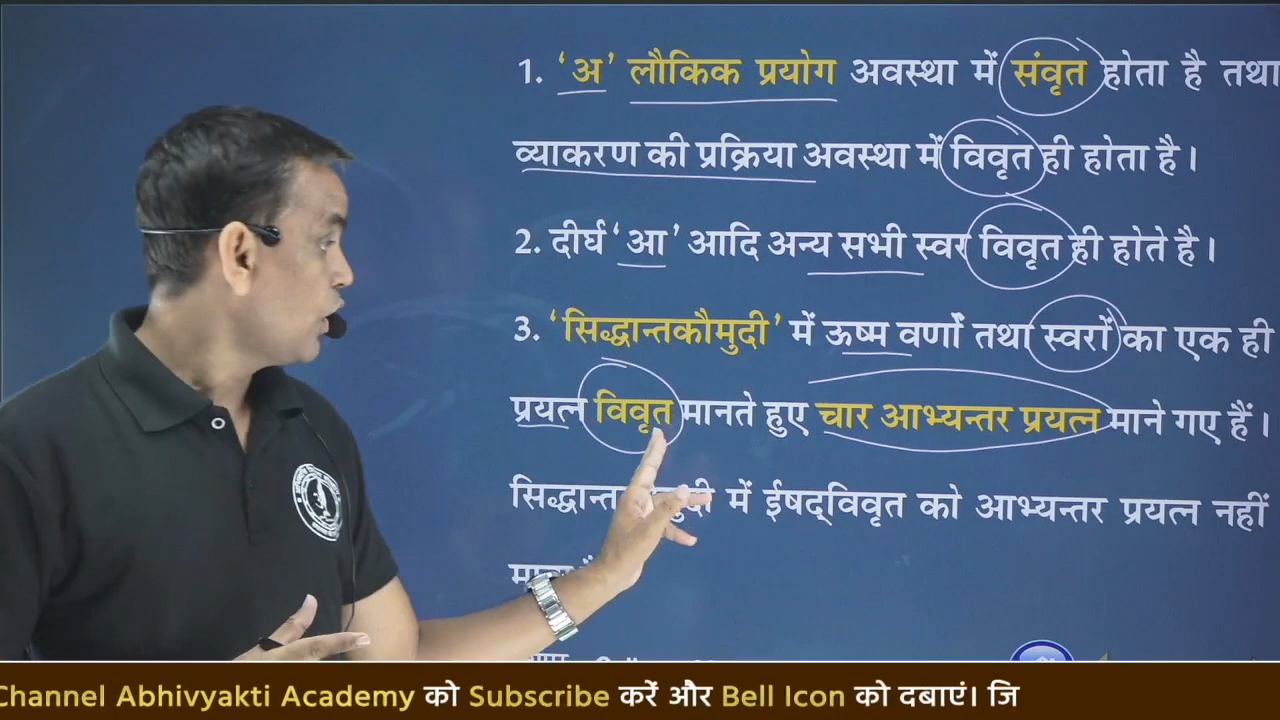 1. ‘अ’ लौकिक प्रयोग अवस्था में संवृत होता है तथा
व्याकरण की प्रक्रिया अवस्था में विवृत ही होता है।
2. दीर्घ ‘आ’ आदि अन्य सभी स्वर विवृत ही होते है।
3. ‘सिद्धान्तकौमुदी’ में ऊष्म वर्णों तथा स्वरों का एक ही
प्रयत्न विवृत मानते हुए चार आभ्यन्तर प्रयत्न माने गए हैं।
में ईषद्विवृत को आभ्यन्तर प्रयत्न नहीं
Channel Abhivyakti Academy को Subscribe करें और Bell Icon को दबाएं। जि